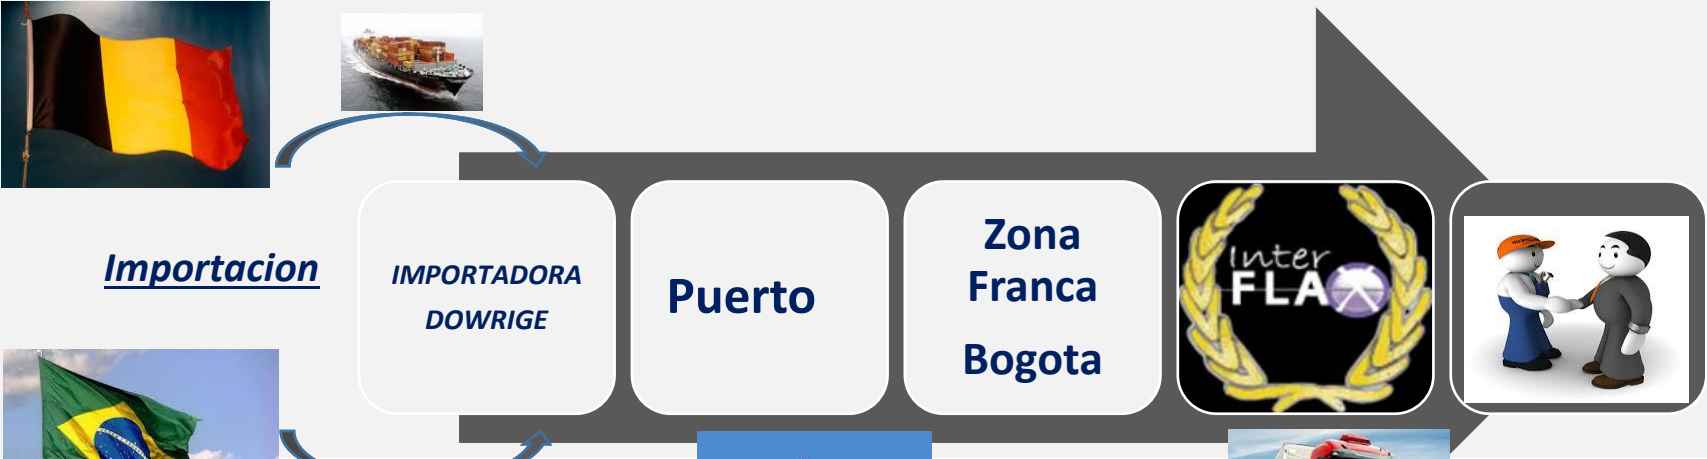 Importacion
IMPORTADORA
DOWRIGE
Puerto
Zona
Franca
Bogota
Inter
FLA